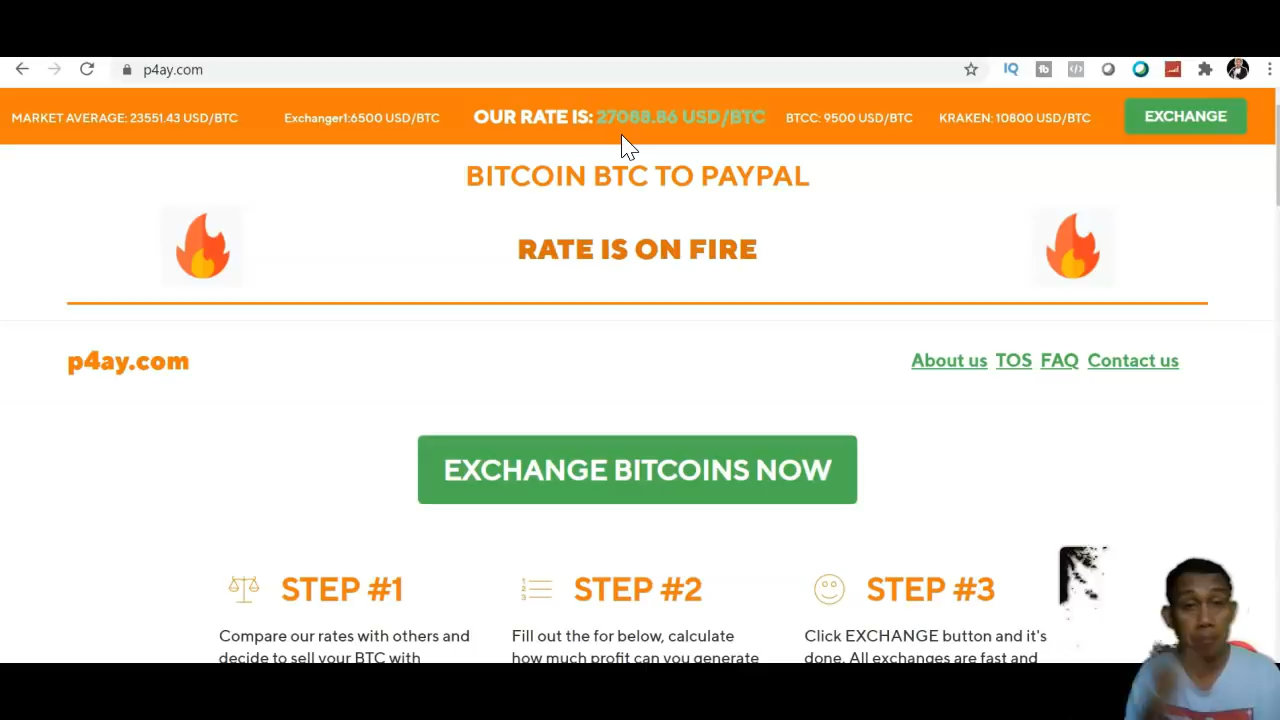 p4ay.com
IQ
tb
MARKET AVERAGE: 23551.43 USD/BTC
Exchanger1:6500 USD/BTC
OUR RATE IS: 27088.86 USD/BTC
BTCC: 9500 USD/BTC
KRAKEN: 10800 USD/BTC
EXCHANGE
BITCOIN BTC TO PAYPAL
RATE IS ON FIRE
p4ay.com
About us TOS FAQ Contact us
EXCHANGE BITCOINS NOW
STEP #1
Compare our rates with others and
decide to sell your BTC with
STEP #2
Fill out the for below, calculate
how much profit can you generate
STEP #3
Click EXCHANGE button and it's
done. All exchanges are fast and